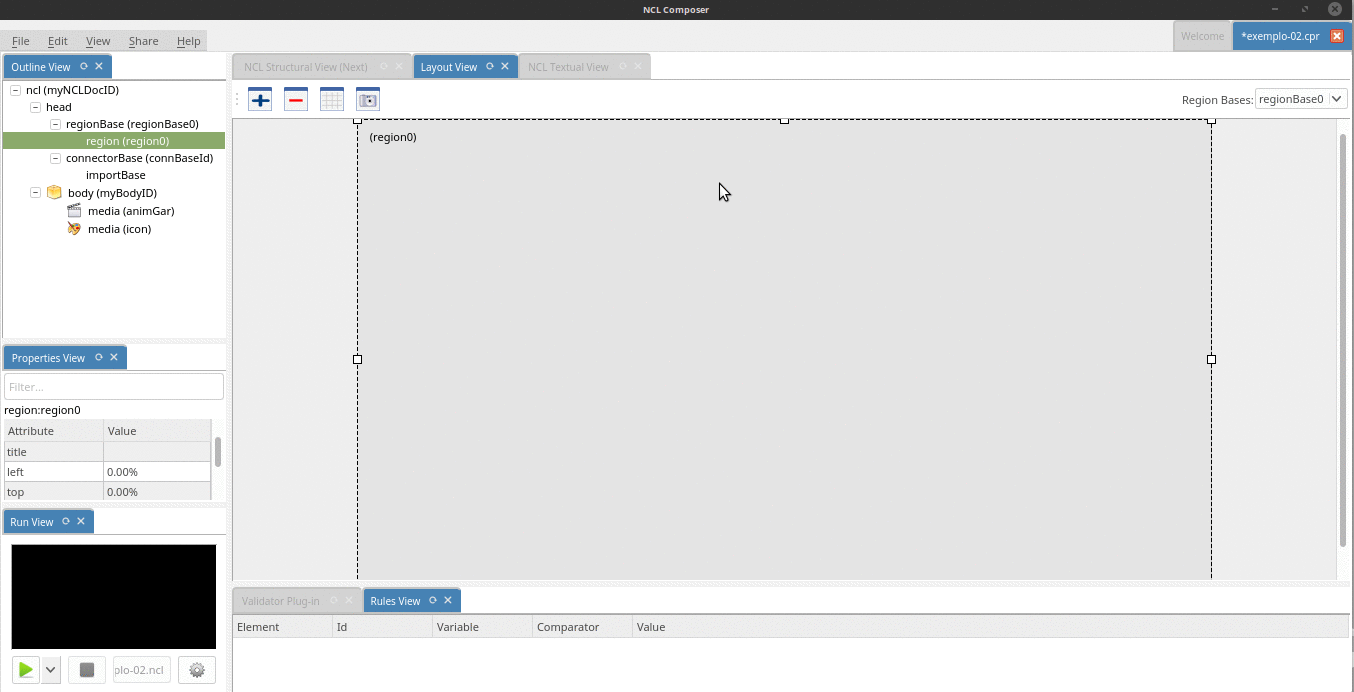 NCL Composer
File Edit View Share Help
Welcome
*exemplo-02.cpr
Outline View
ncl (myNCLDocID)
head
regionBase (regionBase0)
region (region0)
connectorBase (connBaseId)
importBase
body (myBodyID)
media (animGar)
media (icon)
Properties View
Filter...
region:region0
Attribute Value
title
left 0.00%
top 0.00%
Run View
plo-02.ncl
NCL Structural View (Next)
Layout View
NCL Textual View
Region Bases: regionBase0
(region0)
Validator Plug-in
Rules View
Element Id Variable Comparator Value